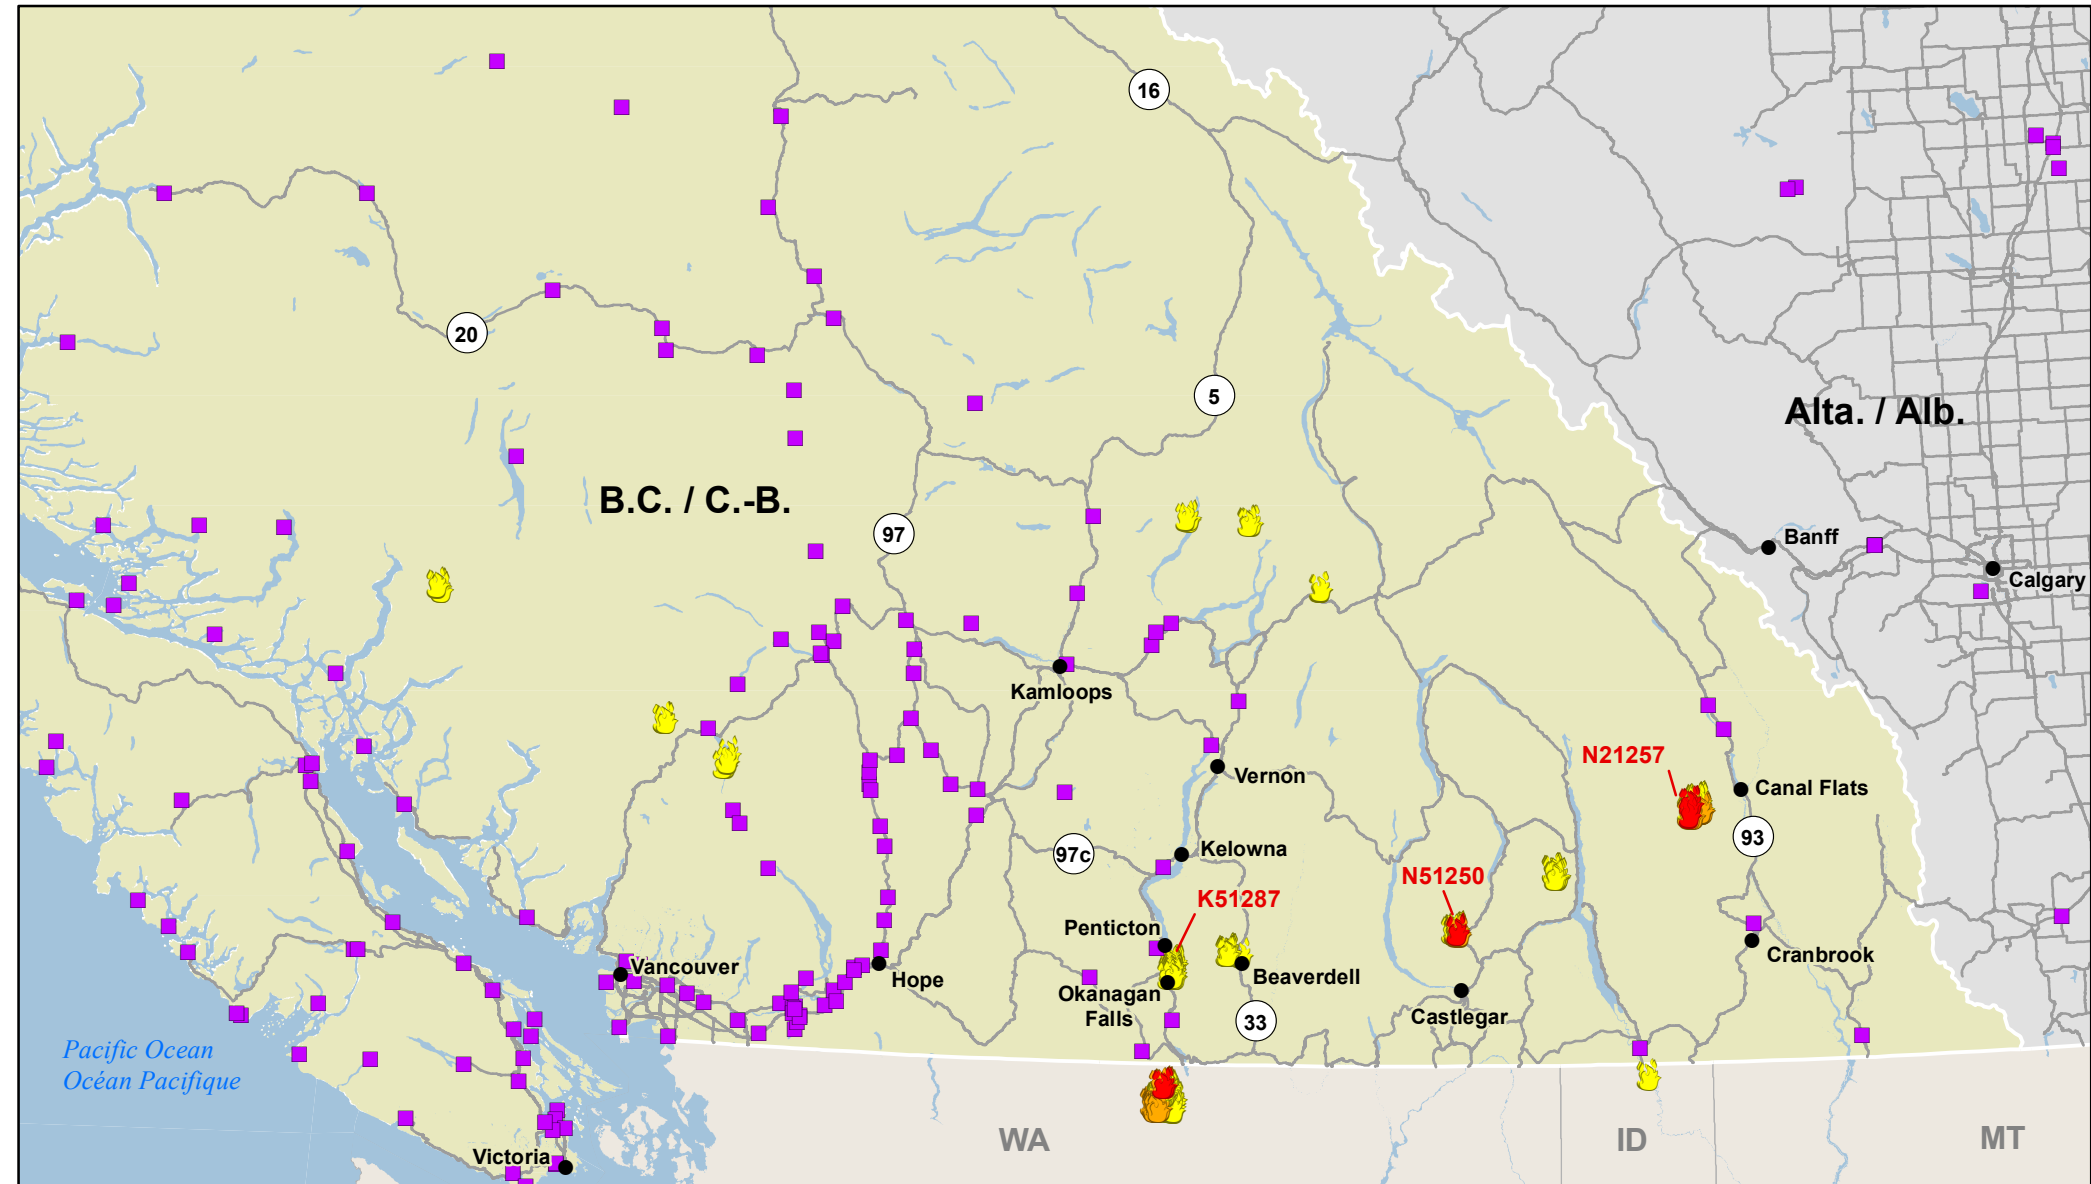 16
20
5
Alta. / Alb.
B.C. / C.-B.
97
Banff
Calgary
Kamloops
N21257
Vernon
Canal Flats
93
Kelowna
97c
N51250
K51287
Penticton
Cranbrook
Vancouver
Hope
Beaverdell
Okanagan
Falls
Castlegar
33
Pacific Ocean
Océan Pacifique
WA
ID
MT
Victoria